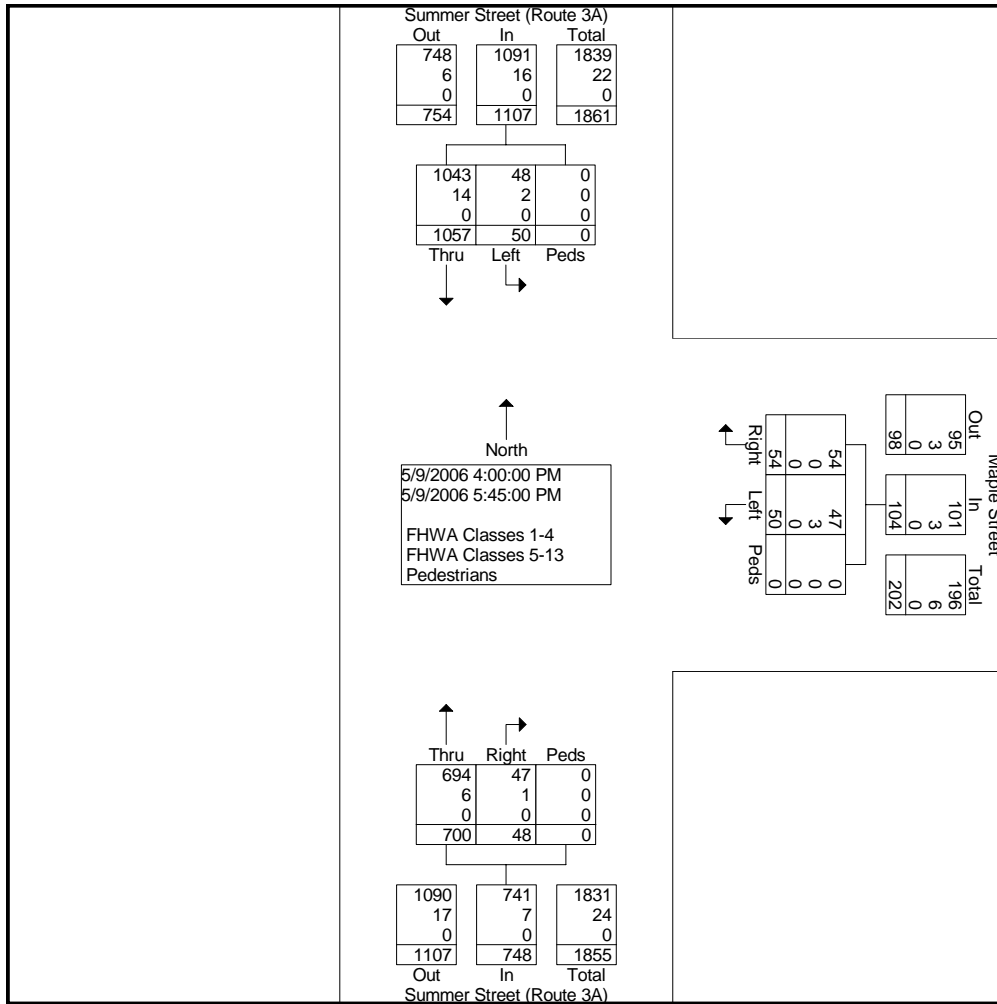 Summer Street (Route 3A)
Out In Total
748 1091 1839
6 16 22
0 0 0
754 1107 1861
1043 48 0
14 2 0
0 0 0
1057 50 0
Thru Left Peds
North
5/9/2006 4:00:00 PM
5/9/2006 5:45:00 PM
FHWA Classes 1-4
FHWA Classes 5-13
Pedestrians
Maple Street
Out In Total
95 101 196
3 3 6
0 0 0
98 104 202
54 47 0
0 3 0
0 0 0
54 50 0
Right Left Peds
Thru Right Peds
694 47 0
6 1 0
0 0 0
700 48 0
1090 741 1831
17 7 24
0 0 0
1107 748 1855
Out In Total
Summer Street (Route 3A)